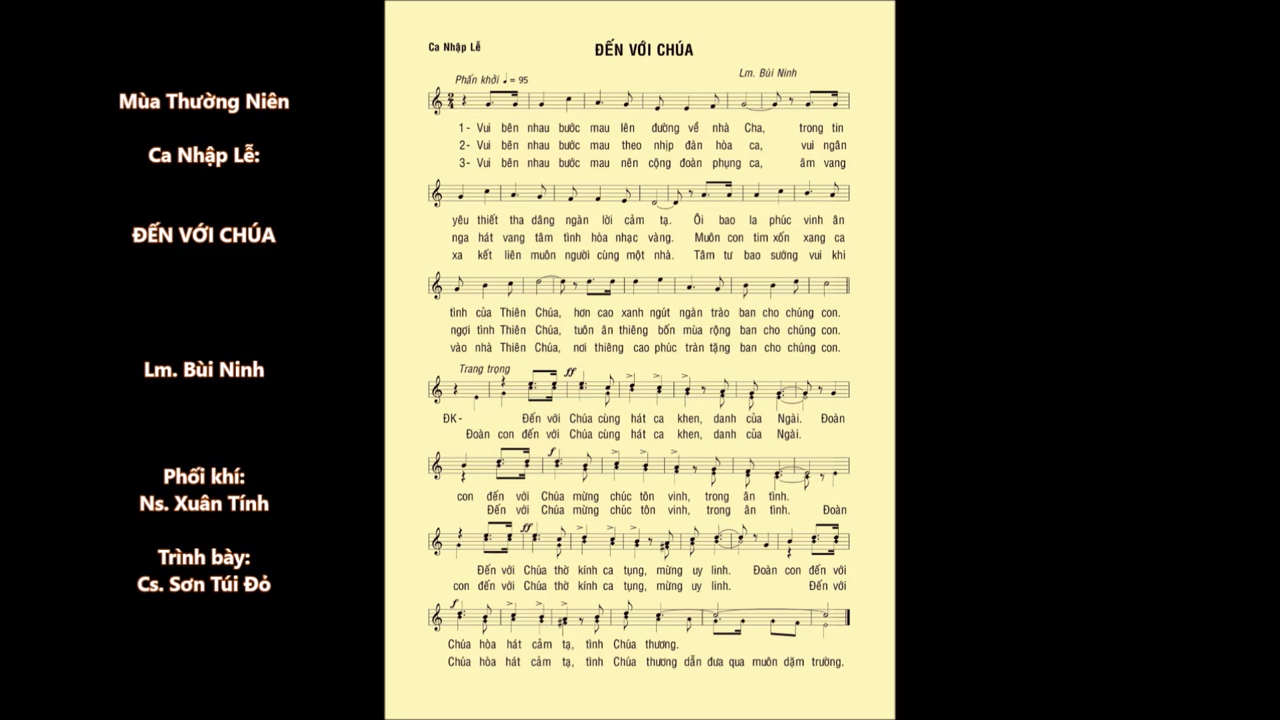 Mùa Thường Niên
Ca Nhập Lễ:
ĐẾN VỚI CHÚA
Lm. Bùi Ninh
Phối khí:
Ns. Xuân Tính
Trình bày:
Cs. Sơn Túi Đỏ
Ca Nhập Lễ
ĐẾN VỚI CHÚA
Phấn khởi ♩ = 95
Lm. Bùi Ninh
1- Vui bên nhau bước mau lên đường về nhà Cha, trong tin
2- Vui bên nhau bước mau theo nhịp đàn hòa ca, vui ngân
3- Vui bên nhau bước mau nên cộng đoàn phụng ca, âm vang
yêu thiết tha dâng ngàn lời cảm tạ. Ôi bao la phúc vinh ân
nga hát vang tâm tình hòa nhạc vàng. Muôn con tim xốn xang ca
xa kết liên muôn người cùng một nhà. Tâm tư bao sướng vui khi
tình của Thiên Chúa, hơn cao xanh ngút ngàn trào ban cho chúng con.
ngợi tình Thiên Chúa, tuôn ân thiêng bốn mùa rộng ban cho chúng con.
vào nhà Thiên Chúa, nơi thiêng cao phúc tràn tặng ban cho chúng con.
Trang trọng ff
ĐK- Đến với Chúa cùng hát ca khen, danh của Ngài. Đoàn
Đoàn con đến với Chúa cùng hát ca khen, danh của Ngài.
f
con đến với Chúa mừng chúc tôn vinh, trong ân tình.
Đến với Chúa mừng chúc tôn vinh, trong ân tình. Đoàn
ff
Đến với Chúa thờ kính ca tụng, mừng uy linh. Đoàn con đến với
con đến với Chúa thờ kính ca tụng, mừng uy linh. Đến với
f
Chúa hòa hát cảm tạ, tình Chúa thương.
Chúa hòa hát cảm tạ, tình Chúa thương dẫn đưa qua muôn dặm trường.